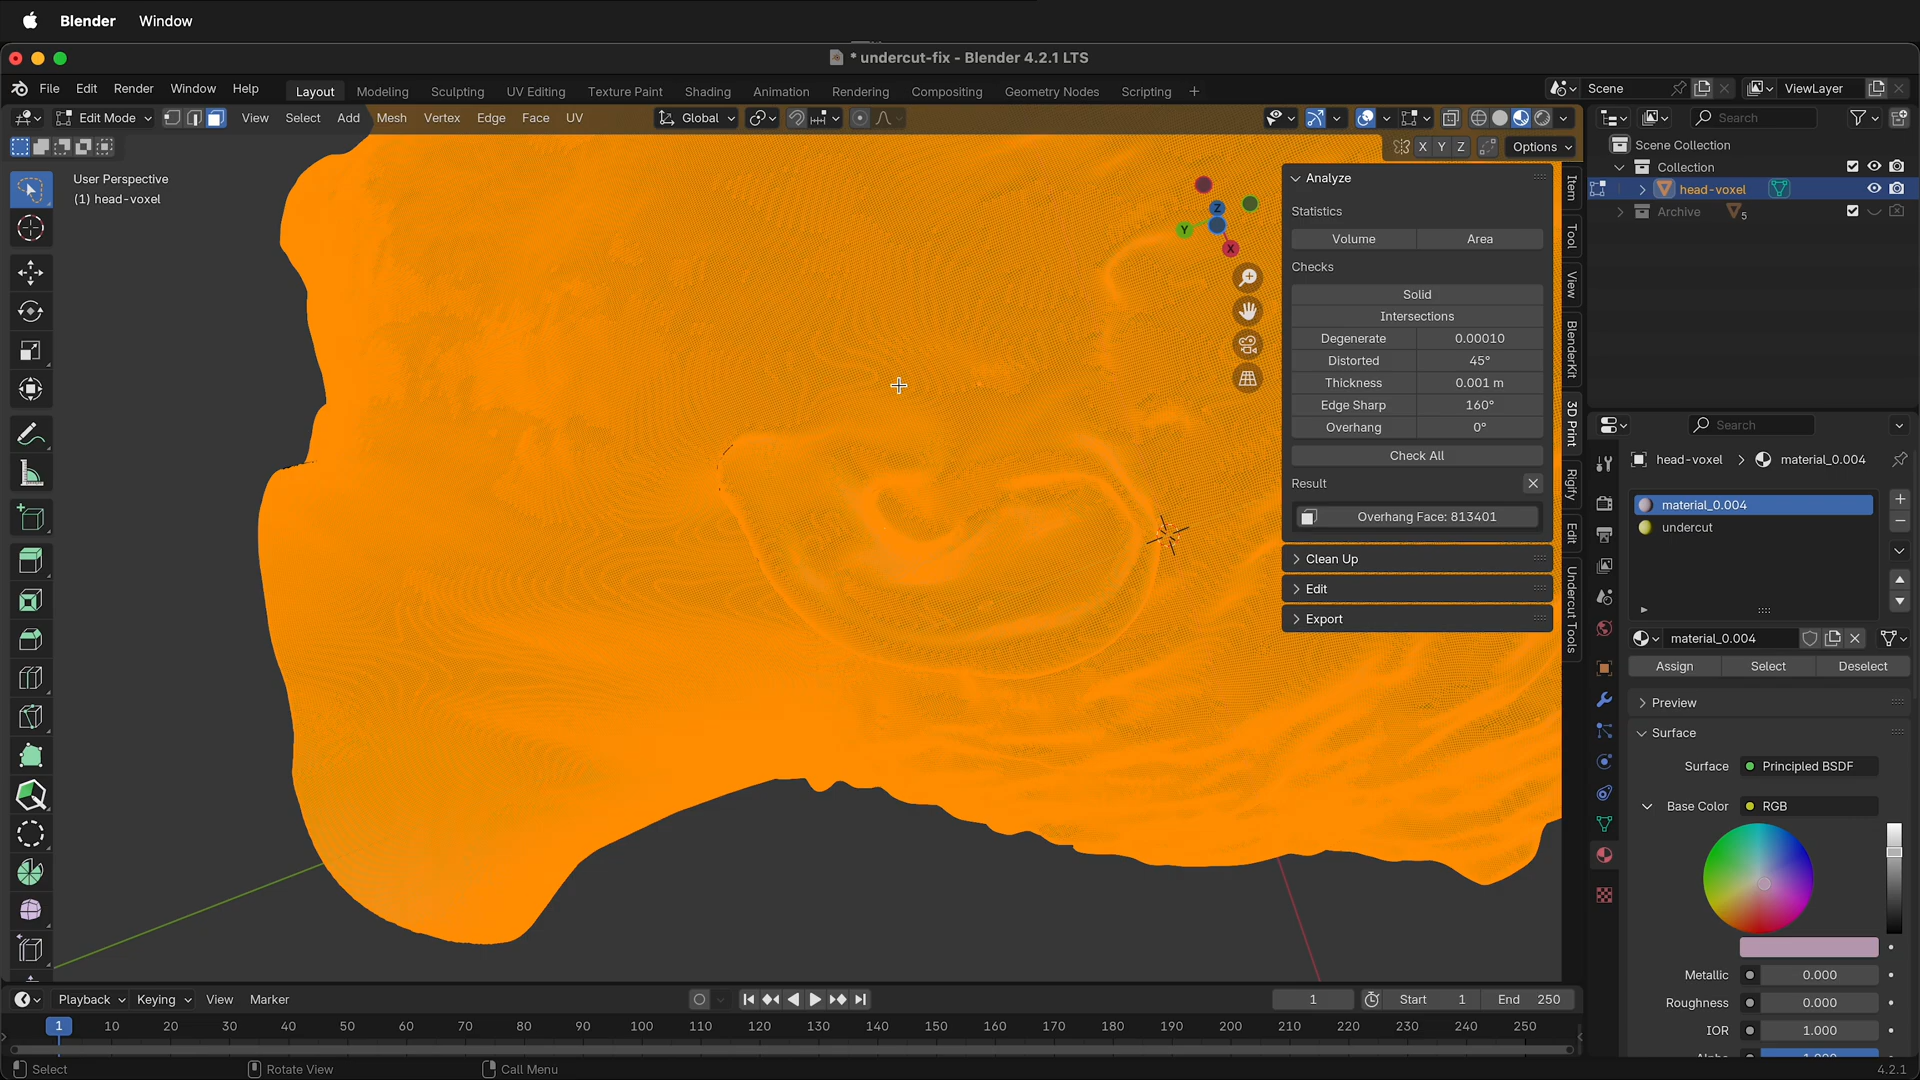 Blender Window
* undercut-fix - Blender 4.2.1 LTS
File Edit Render Window Help Layout Modeling Sculpting UV Editing Texture Paint Shading Animation Rendering Compositing Geometry Nodes Scripting + Scene ViewLayer
Edit Mode View Select Add Mesh Vertex Edge Face UV Global Search
X Y Z Options
User Perspective
(1) head-voxel
Z
Y
X
Analyze
Statistics
Volume Area
Checks
Solid
Intersections
Degenerate 0.00010
Distorted 45°
Thickness 0.001 m
Edge Sharp 160°
Overhang 0°
Check All
Result
Overhang Face: 813401
Clean Up
Edit
Export
Item
Tool
View
BlenderKit
3D Print
Rigify
Edit
Undercut Tools
Scene Collection
Collection
head-voxel
Archive 5
Search
head-voxel > material_0.004
material_0.004
undercut
material_0.004
Assign Select Deselect
Preview
Surface
Surface Principled BSDF
Base Color RGB
Metallic 0.000
Roughness 0.000
IOR 1.000
Alpha 1.000
Playback Keying View Marker 1 Start 1 End 250
1 10 20 30 40 50 60 70 80 90 100 110 120 130 140 150 160 170 180 190 200 210 220 230 240 250
Select Rotate View Call Menu 4.2.1